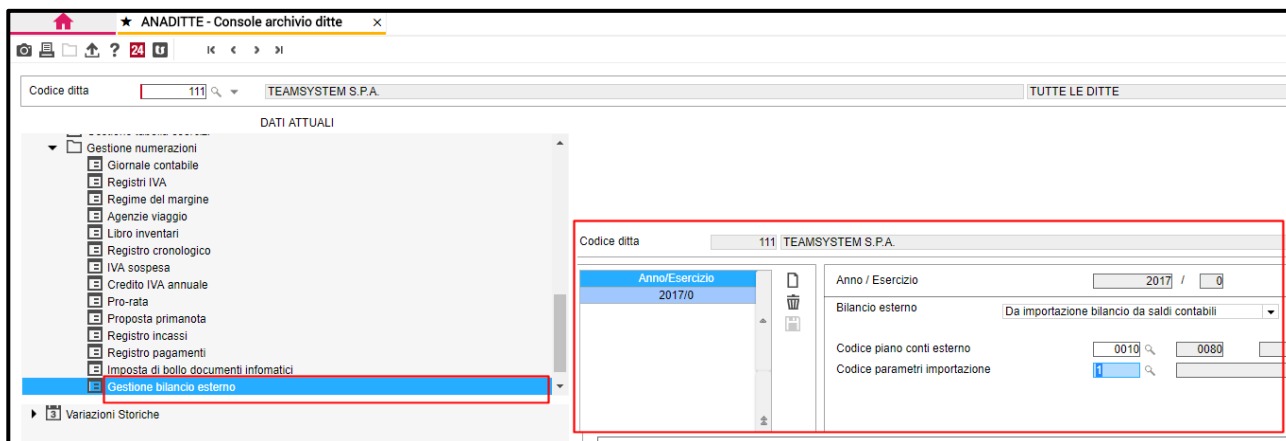 ★ ANADITTE - Console archivio ditte ×
? 24
Codice ditta 111 TEAMSYSTEM S.P.A. TUTTE LE DITTE
DATI ATTUALI
Gestione tabella esercizi
Gestione numerazioni
Giornale contabile
Registri IVA
Regime del margine
Agenzie viaggio
Libro inventari
Registro cronologico
IVA sospesa
Credito IVA annuale
Pro-rata
Proposta primanota
Registro incassi
Registro pagamenti
Imposta di bollo documenti infomatici
Gestione bilancio esterno
3 Variazioni Storiche
Codice ditta 111 TEAMSYSTEM S.P.A.
Anno/Esercizio
2017/0
Anno / Esercizio 2017 / 0
Bilancio esterno Da importazione bilancio da saldi contabili
Codice piano conti esterno 0010 0080
Codice parametri importazione 1